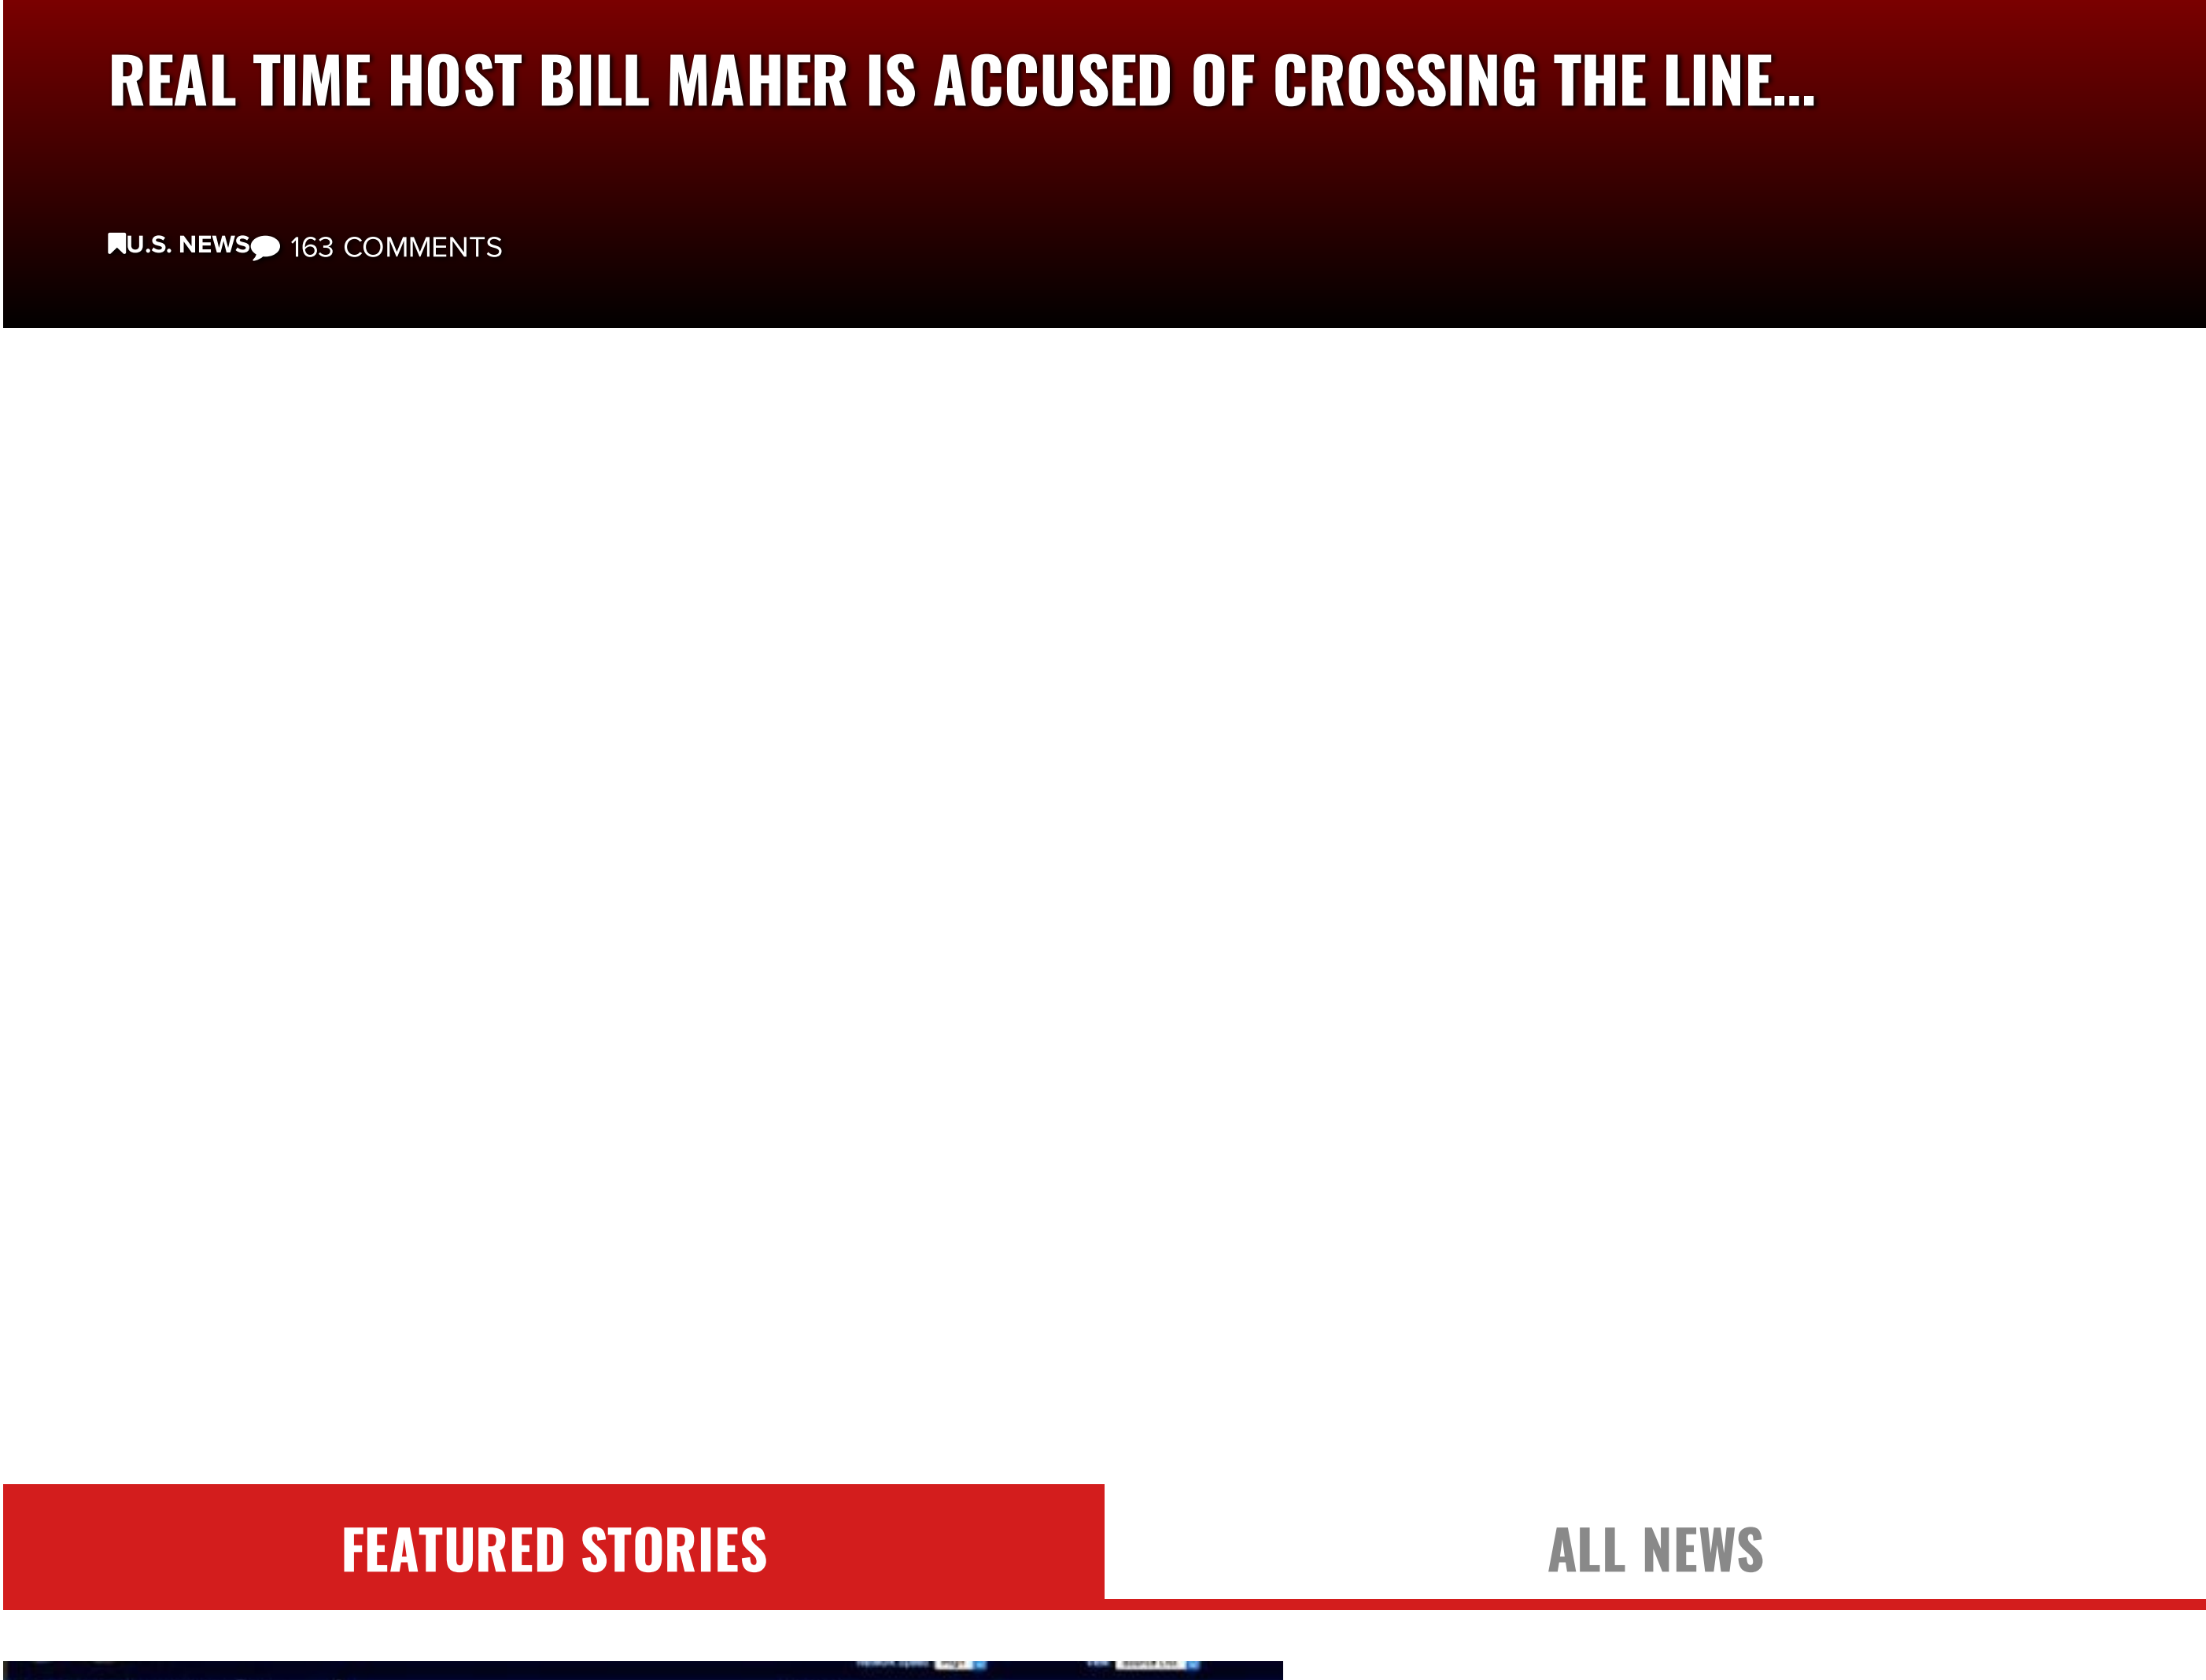 REAL TIME HOST BILL MAHER IS ACCUSED OF CROSSING THE LINE...
U.S. NEWS 163 COMMENTS
FEATURED STORIES
ALL NEWS